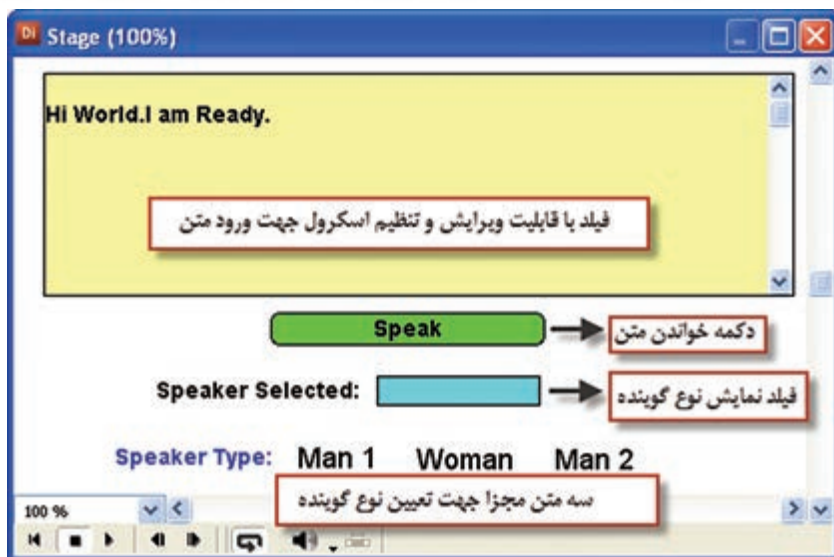 Di Stage (100%)
Hi World.I am Ready.
فیلد با قابلیت ویرایش و تنظیم اسکرول جهت ورود متن
Speak
دکمه خواندن متن
Speaker Selected:
فیلد نمایش نوع گوینده
Speaker Type: Man 1 Woman Man 2
سه متن مجزا جهت تعیین نوع گوینده
100 %